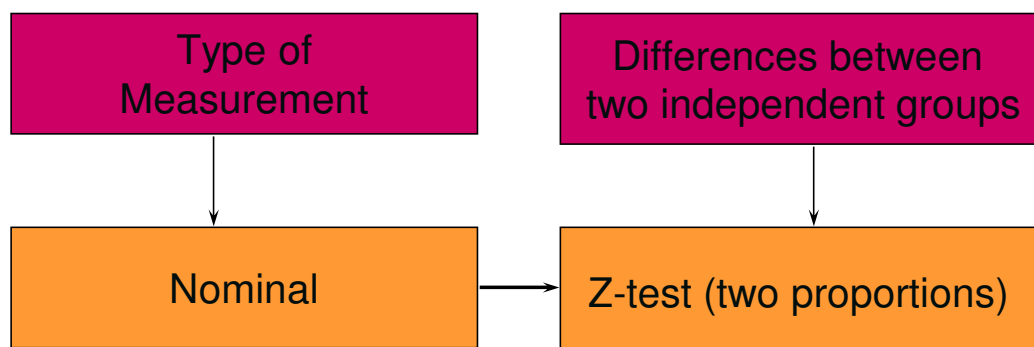 Type of
Measurement
Differences between
two independent groups
Nominal
Z-test (two proportions)